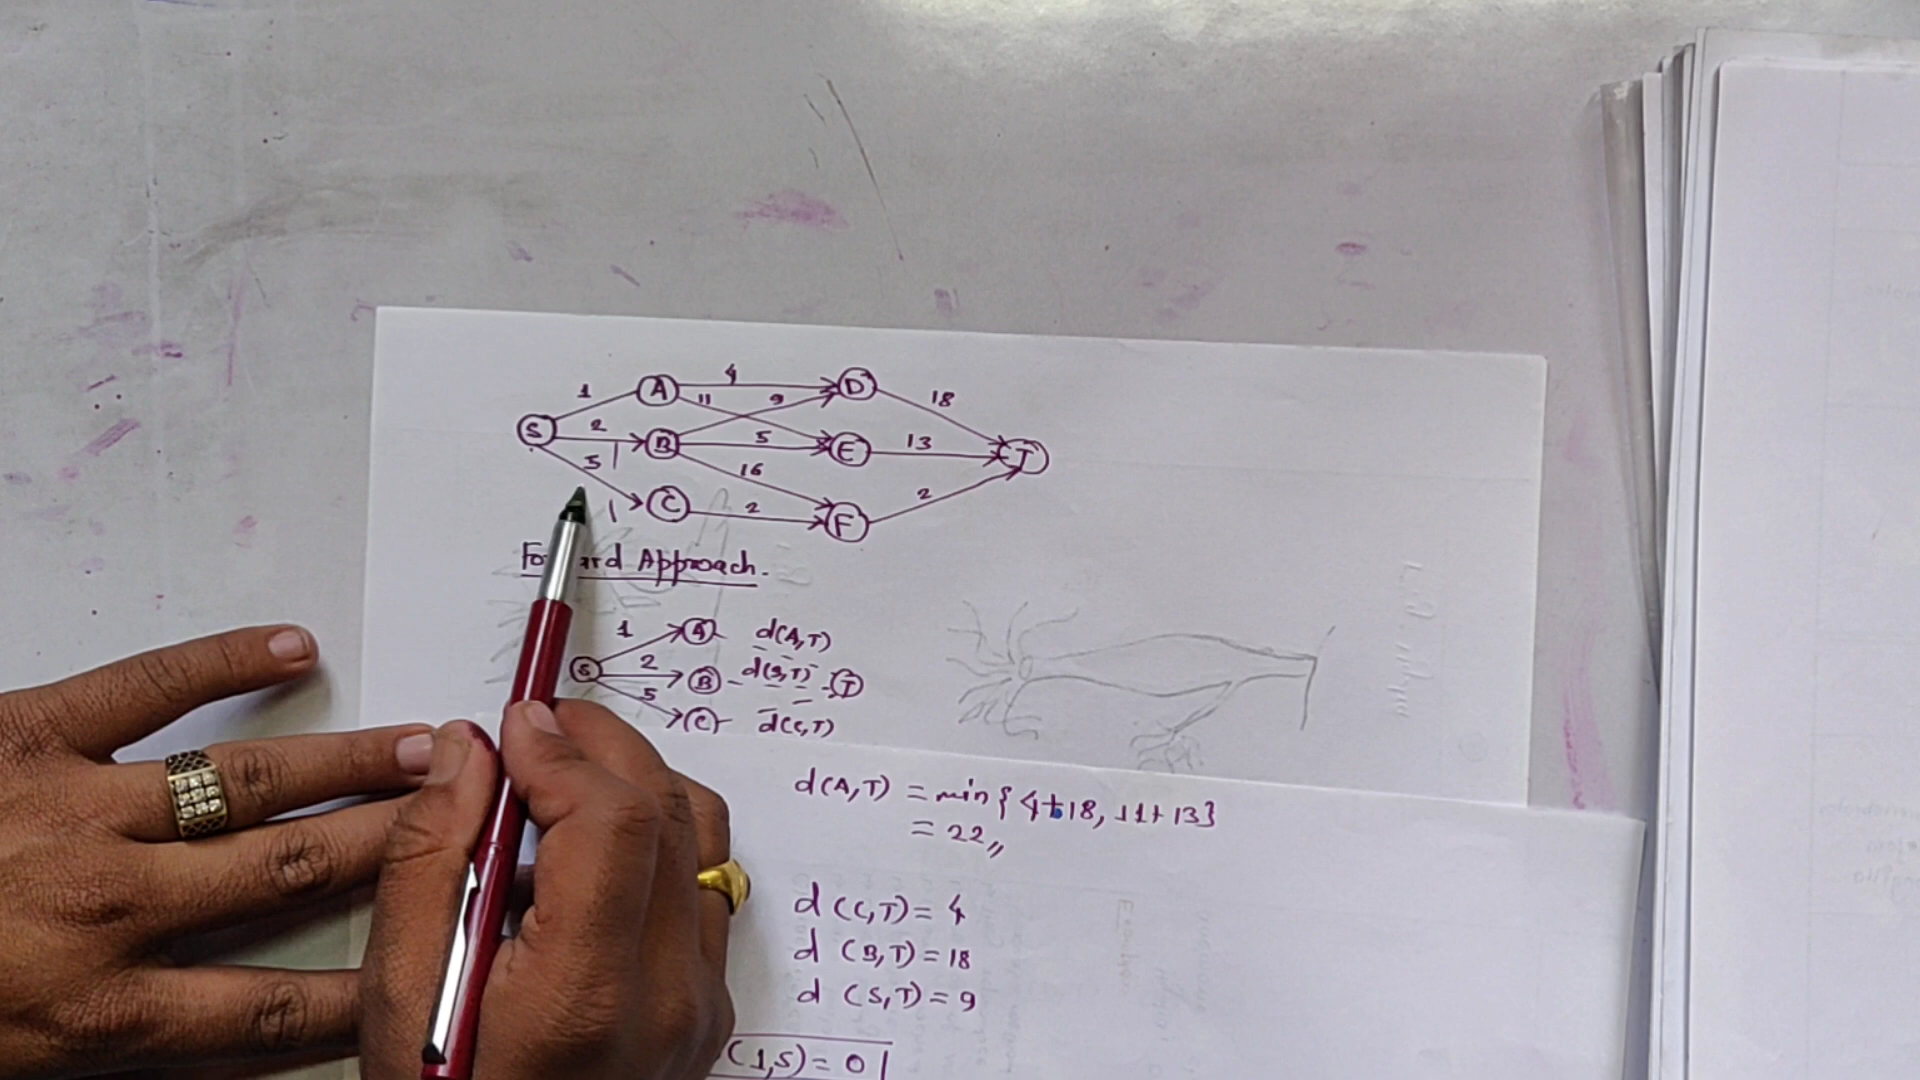 1 A 4 D 18
11 9
S 2 B 5 E 13 T
5 16
C 2 F 2
Approach.
1 A d(A,T)
S 2 B d(B,T) T
5 C d(C,T)
d(A,T) = min{4+18, 11+13}
= 22,,
d(C,T) = 4
d(B,T) = 18
d(S,T) = 9
(1,S) = 0